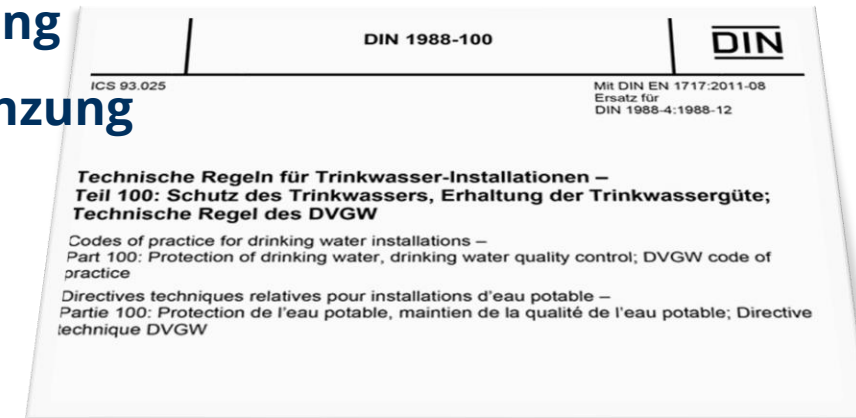 ng
nzung
DIN 1988-100
DIN
ICS 93.025
Mit DIN EN 1717:2011-08
Ersatz für
DIN 1988-4:1988-12
Technische Regeln für Trinkwasser-Installationen –
Teil 100: Schutz des Trinkwassers, Erhaltung der Trinkwassergüte;
Technische Regel des DVGW
Codes of practice for drinking water installations –
Part 100: Protection of drinking water, drinking water quality control; DVGW code of
practice
Directives techniques relatives pour installations d'eau potable –
Partie 100: Protection de l'eau potable, maintien de la qualité de l'eau potable; Directive
technique DVGW